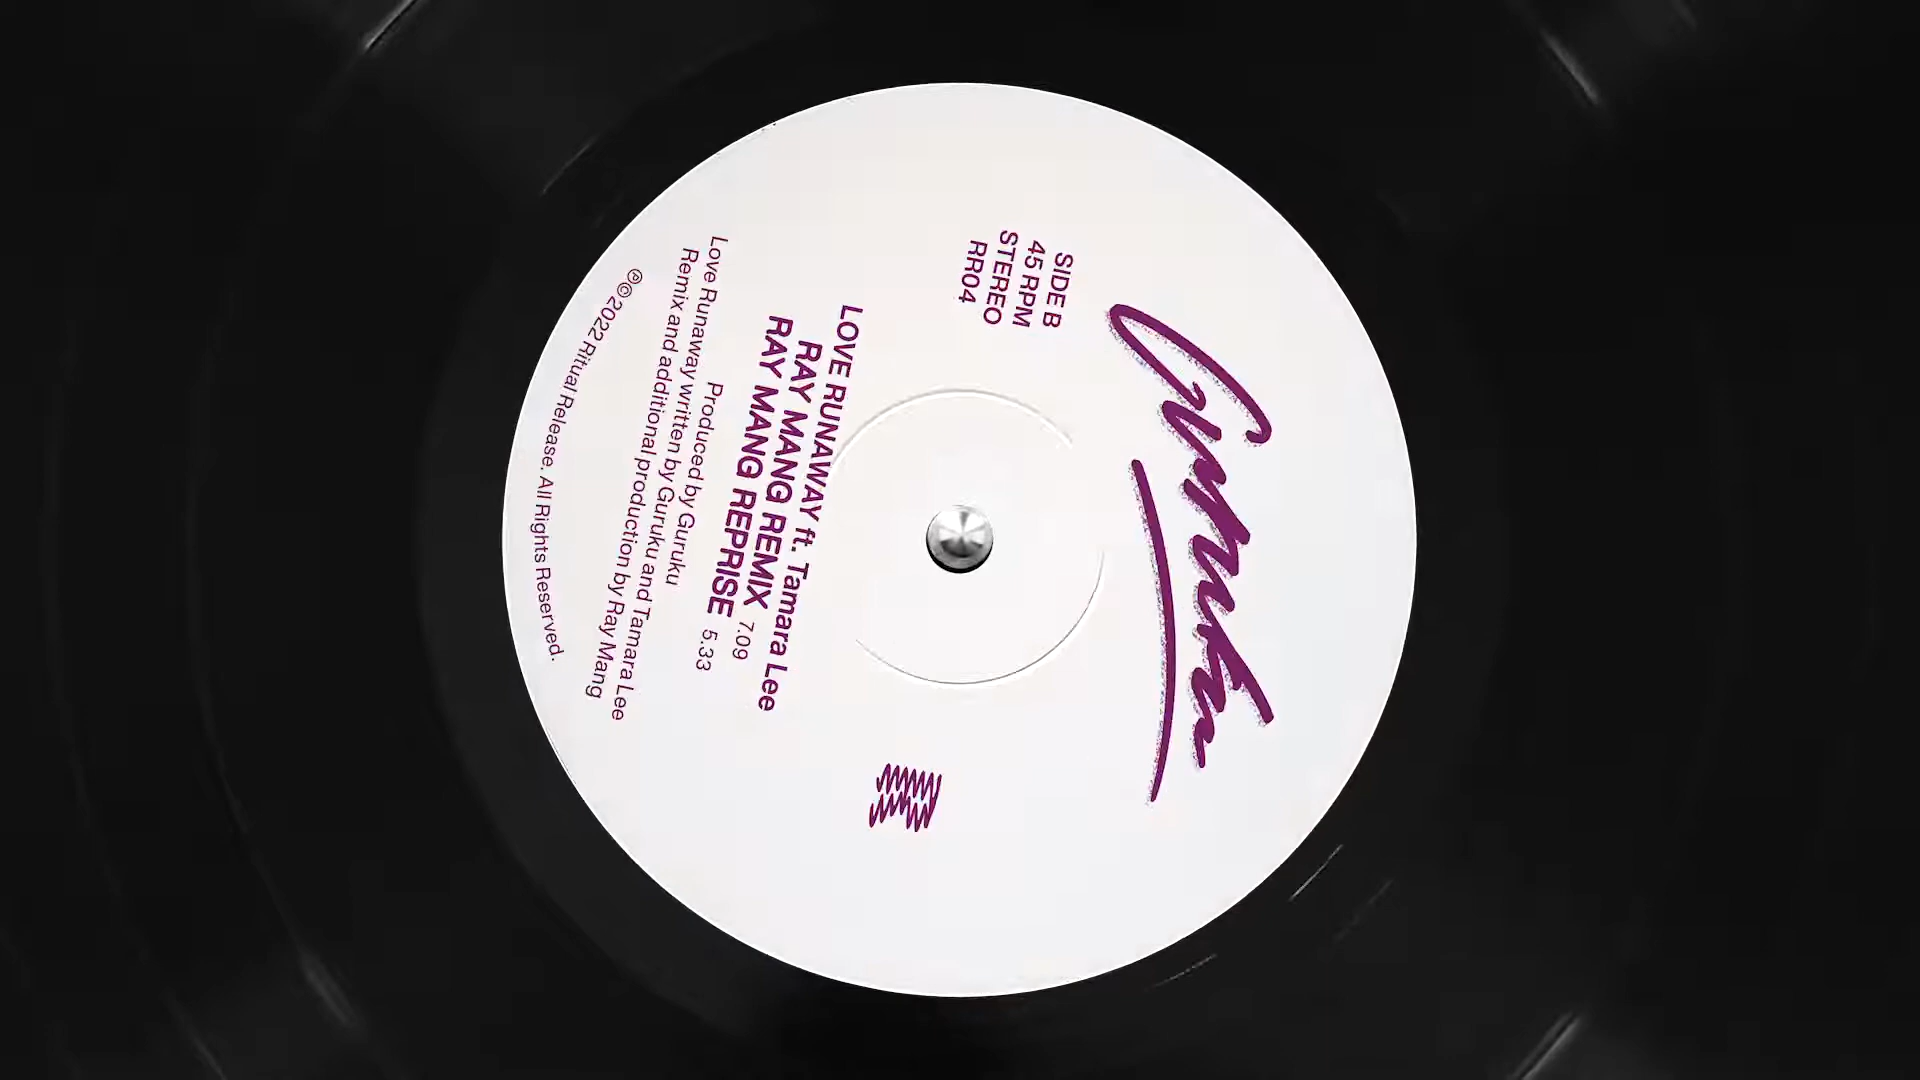 Guruku
SIDE B
45 RPM
STEREO
RR04
LOVE RUNAWAY ft. Tamara Lee
RAY MANG REMIX 7.09
RAY MANG REPRISE 5.33
Produced by Guruku
Love Runaway written by Guruku and Tamara Lee
Remix and additional production by Ray Mang
℗©2022 Ritual Release. All Rights Reserved.